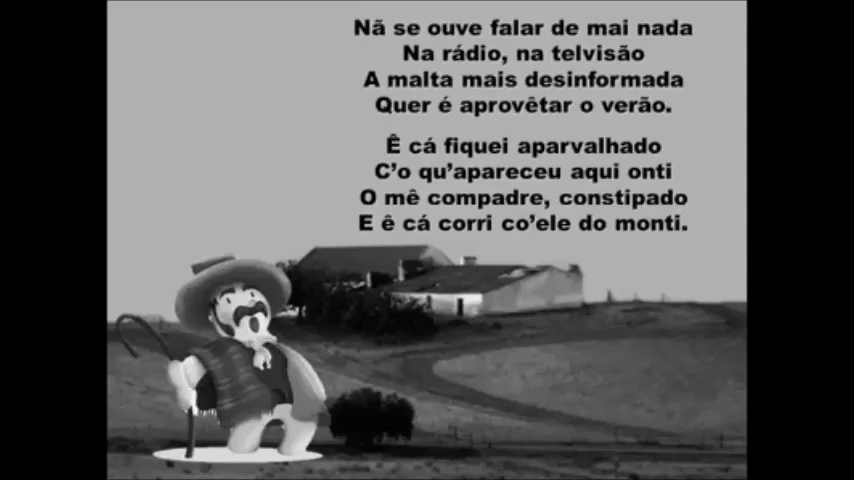 Nã se ouve falar de mai nada
Na rádio, na telvisão
A malta mais desinformada
Quer é aprovêtar o verão.
Ê cá fiquei aparvalhado
C'o qu'apareceu aqui onti
O mê compadre, constipado
E ê cá corri co'ele do monti.